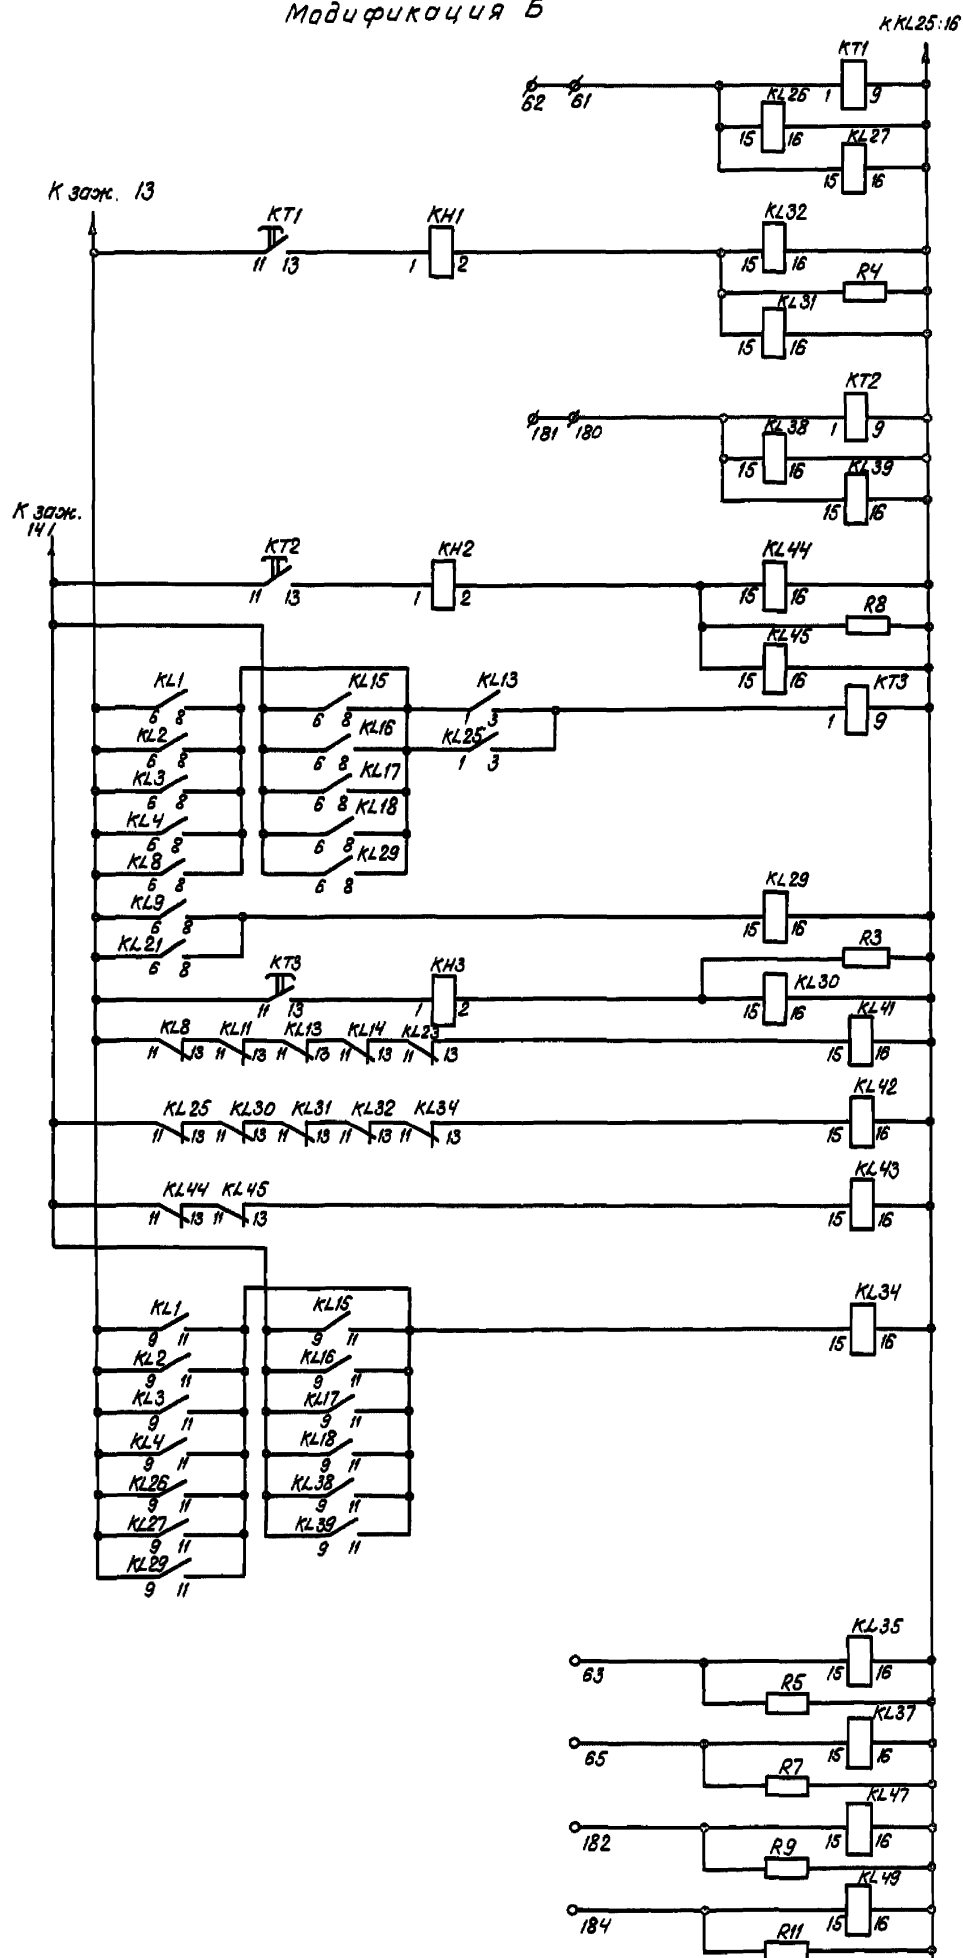 Модификация Б
К KL25:16
KT1
62 61 1 9
KL26
15 16
KL27
15 16
К заж. 13
KT1 KH1 KL32
11 13 1 2 15 16
R4
KL31
15 16
KT2
181 180 1 9
KL38
15 16
KL39
15 16
К заж.
141
KT2 KH2 KL44
11 13 1 2 15 16
R8
KL45
15 16
KL1 KL15 KL13 KT3
6 8 6 8 1 3 1 9
KL2 KL16 KL25
6 8 6 8 1 3
KL3 KL17
6 8 6 8
KL4 KL18
6 8 6 8
KL8 KL29
6 8 6 8
KL9 KL29
6 8 15 16
KL21
6 8
R3
KT3 KH3 KL30
11 13 1 2 15 16
KL8 KL11 KL13 KL14 KL23 KL41
11 13 11 13 11 13 11 13 11 13 15 16
KL25 KL30 KL31 KL32 KL34 KL42
11 13 11 13 11 13 11 13 11 13 15 16
KL44 KL45 KL43
11 13 11 13 15 16
KL1 KL15 KL34
9 11 9 11 15 16
KL2 KL16
9 11 9 11
KL3 KL17
9 11 9 11
KL4 KL18
9 11 9 11
KL26 KL38
9 11 9 11
KL27 KL39
9 11 9 11
KL29
9 11
KL35
63 15 16
R5
KL37
65 15 16
R7
KL47
182 15 16
R9
KL49
184 15 16
R11